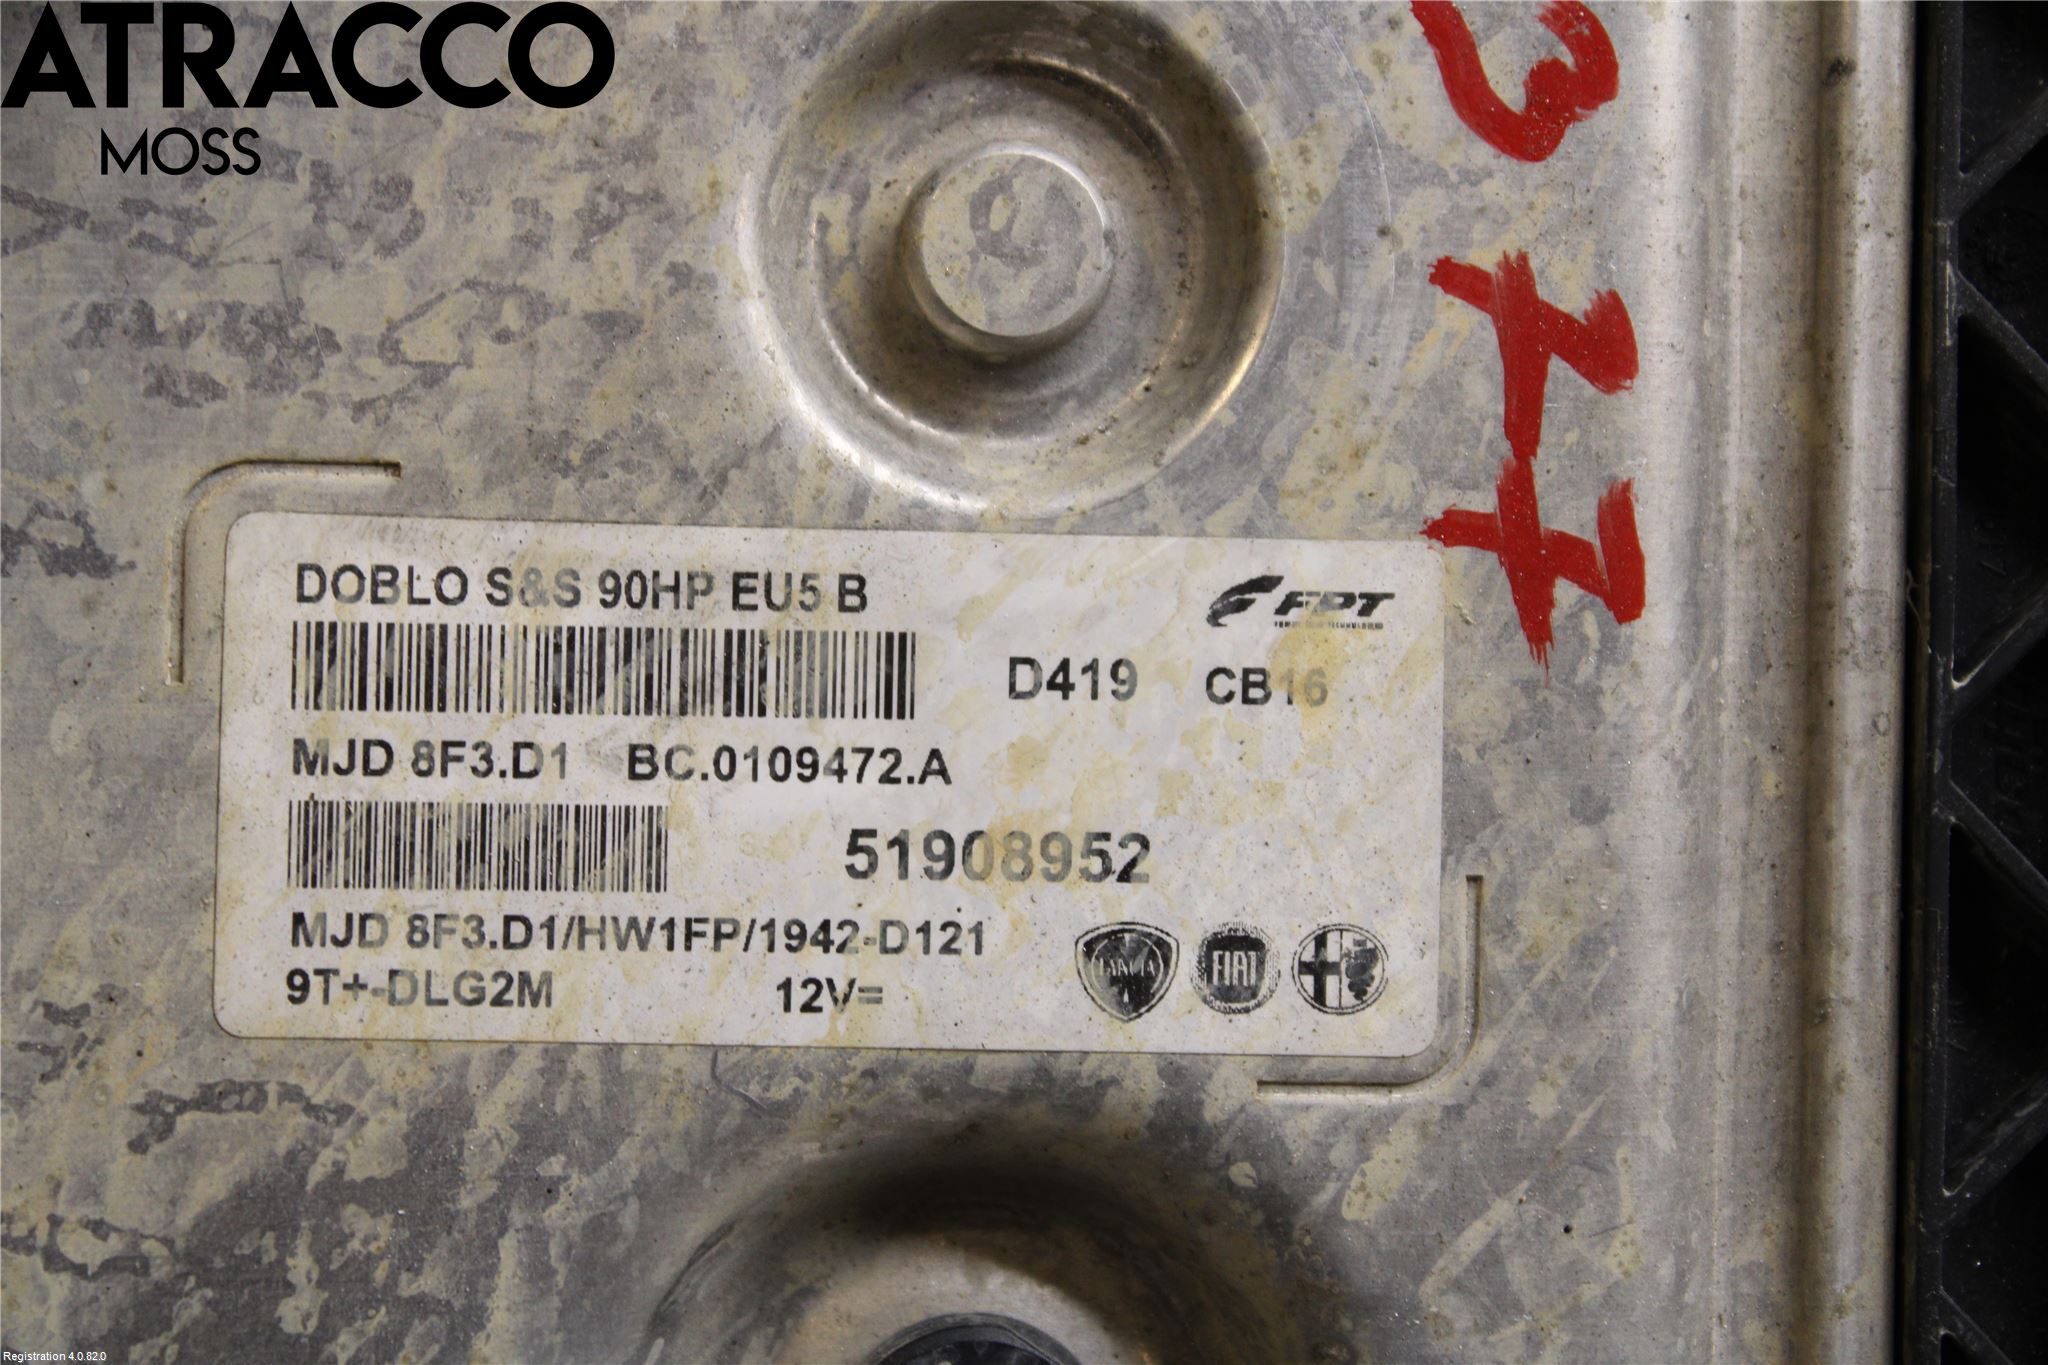 ATRACCO
MOSS
DOBLO S&S 90HP EU5 B
FPT
D419 CB16
MJD 8F3.D1 BC.0109472.A
51908952
MJD 8F3.D1/HW1FP/1942-D121
9T+-DLG2M 12V=
LANCIA FIAT
Registration 4.0.82.0